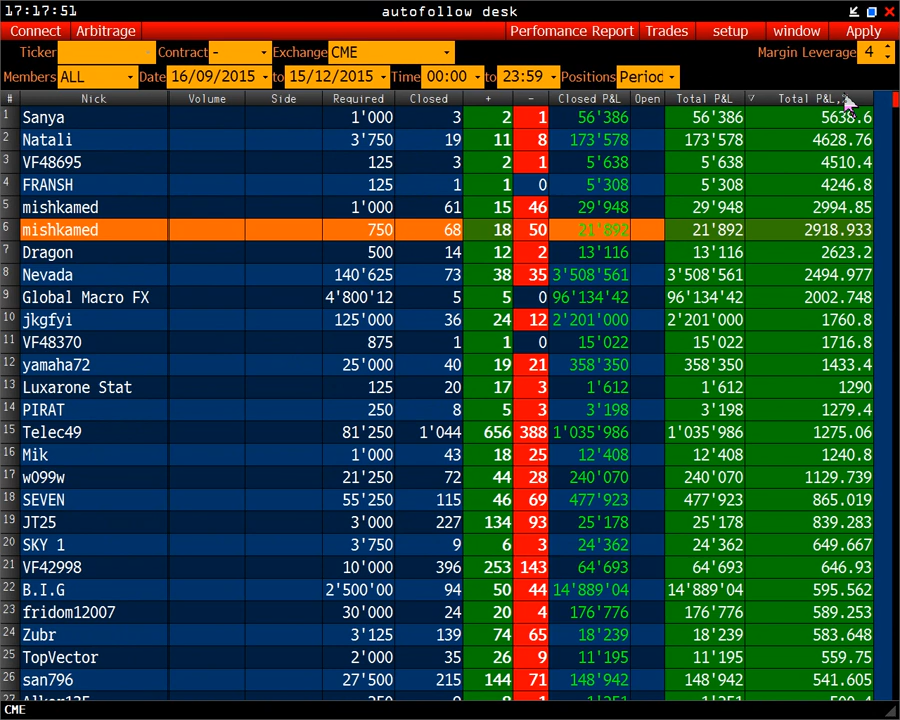 17:17:51 autofollow desk
Connect Arbitrage Perfomance Report Trades setup window Apply
Ticker Contract - Exchange CME Margin Leverage 4
Members ALL Date 16/09/2015 to 15/12/2015 Time 00:00 to 23:59 Positions Perioc
# Nick Volume Side Required Closed + - Closed P&L Open Total P&L Total P&L,
1 Sanya 1'000 3 2 1 56'386 56'386 5638.6
2 Natali 3'750 19 11 8 173'578 173'578 4628.76
3 VF48695 125 3 2 1 5'638 5'638 4510.4
4 FRANSH 125 1 1 0 5'308 5'308 4246.8
5 mishkamed 1'000 61 15 46 29'948 29'948 2994.85
6 mishkamed 750 68 18 50 21'892 21'892 2918.933
7 Dragon 500 14 12 2 13'116 13'116 2623.2
8 Nevada 140'625 73 38 35 3'508'561 3'508'561 2494.977
9 Global Macro FX 4'800'12 5 5 0 96'134'42 96'134'42 2002.748
10 jkgfyi 125'000 36 24 12 2'201'000 2'201'000 1760.8
11 VF48370 875 1 1 0 15'022 15'022 1716.8
12 yamaha72 25'000 40 19 21 358'350 358'350 1433.4
13 Luxarone Stat 125 20 17 3 1'612 1'612 1290
14 PIRAT 250 8 5 3 3'198 3'198 1279.4
15 Telec49 81'250 1'044 656 388 1'035'986 1'035'986 1275.06
16 Mik 1'000 43 18 25 12'408 12'408 1240.8
17 w099w 21'250 72 44 28 240'070 240'070 1129.739
18 SEVEN 55'250 115 46 69 477'923 477'923 865.019
19 JT25 3'000 227 134 93 25'178 25'178 839.283
20 SKY 1 3'750 9 6 3 24'362 24'362 649.667
21 VF42998 10'000 396 253 143 64'693 64'693 646.93
22 B.I.G 2'500'00 94 50 44 14'889'04 14'889'04 595.562
23 fridom12007 30'000 24 20 4 176'776 176'776 589.253
24 Zubr 3'125 139 74 65 18'239 18'239 583.648
25 TopVector 2'000 35 26 9 11'195 11'195 559.75
26 san796 27'500 215 144 71 148'942 148'942 541.605
CME